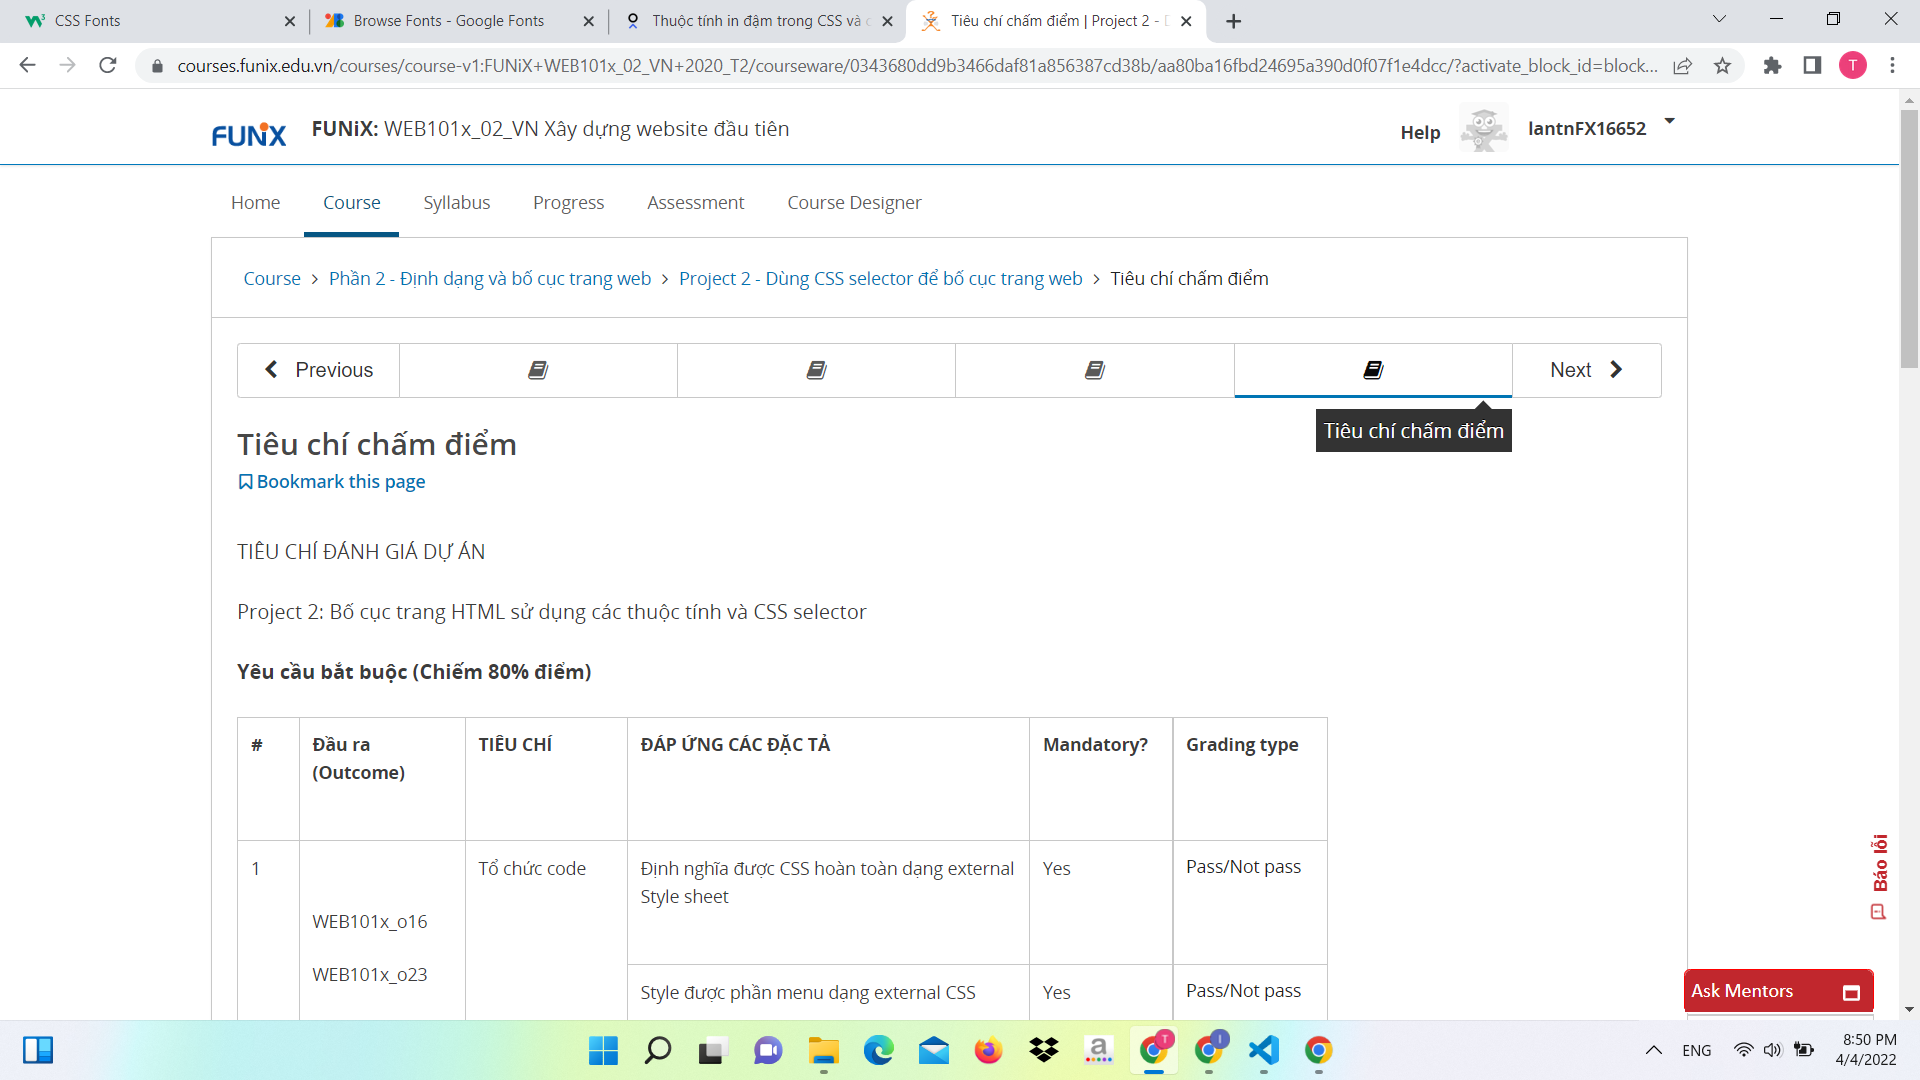 CSS Fonts
Browse Fonts - Google Fonts
Thuộc tính in đậm trong CSS và c
Tiêu chí chấm điểm | Project 2 - D
courses.funix.edu.vn/courses/course-v1:FUNiX+WEB101x_02_VN+2020_T2/courseware/0343680dd9b3466daf81a856387cd38b/aa80ba16fbd24695a390d0f07f1e4dcc/?activate_block_id=block...
T
FUNiX
FUNiX: WEB101x_02_VN Xây dựng website đầu tiên
Help
lantnFX16652
Home
Course
Syllabus
Progress
Assessment
Course Designer
Course > Phần 2 - Định dạng và bố cục trang web > Project 2 - Dùng CSS selector để bố cục trang web > Tiêu chí chấm điểm
Previous
Next
Tiêu chí chấm điểm
Tiêu chí chấm điểm
Bookmark this page
TIÊU CHÍ ĐÁNH GIÁ DỰ ÁN
Project 2: Bố cục trang HTML sử dụng các thuộc tính và CSS selector
Yêu cầu bắt buộc (Chiếm 80% điểm)
# Đầu ra (Outcome) TIÊU CHÍ ĐÁP ỨNG CÁC ĐẶC TẢ Mandatory? Grading type
1
WEB101x_o16
WEB101x_o23
Tổ chức code
Định nghĩa được CSS hoàn toàn dạng external
Style sheet
Yes
Pass/Not pass
Style được phần menu dạng external CSS
Yes
Pass/Not pass
Báo lỗi
Ask Mentors
ENG
8:50 PM
4/4/2022